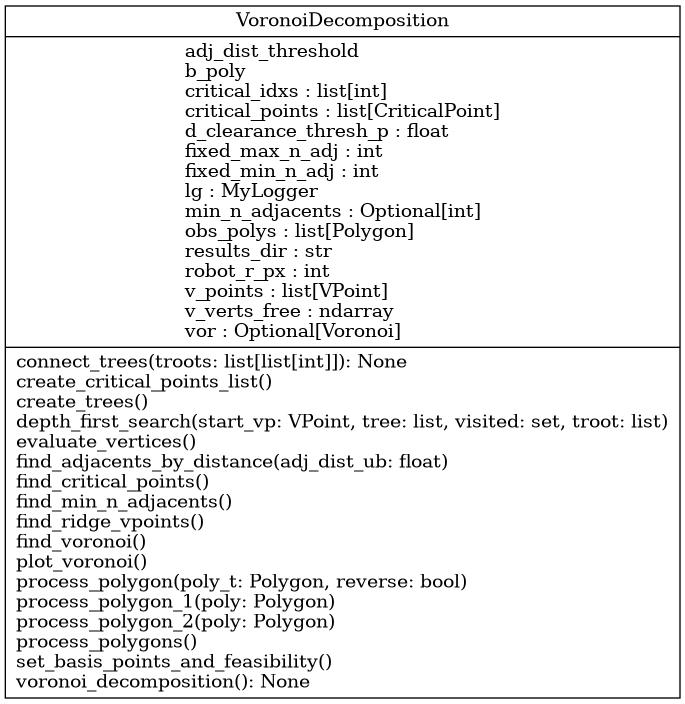 VoronoiDecomposition
adj_dist_threshold
b_poly
critical_idxs : list[int]
critical_points : list[CriticalPoint]
d_clearance_thresh_p : float
fixed_max_n_adj : int
fixed_min_n_adj : int
lg : MyLogger
min_n_adjacents : Optional[int]
obs_polys : list[Polygon]
results_dir : str
robot_r_px : int
v_points : list[VPoint]
v_verts_free : ndarray
vor : Optional[Voronoi]
connect_trees(troots: list[list[int]]): None
create_critical_points_list()
create_trees()
depth_first_search(start_vp: VPoint, tree: list, visited: set, troot: list)
evaluate_vertices()
find_adjacents_by_distance(adj_dist_ub: float)
find_critical_points()
find_min_n_adjacents()
find_ridge_vpoints()
find_voronoi()
plot_voronoi()
process_polygon(poly_t: Polygon, reverse: bool)
process_polygon_1(poly: Polygon)
process_polygon_2(poly: Polygon)
process_polygons()
set_basis_points_and_feasibility()
voronoi_decomposition(): None